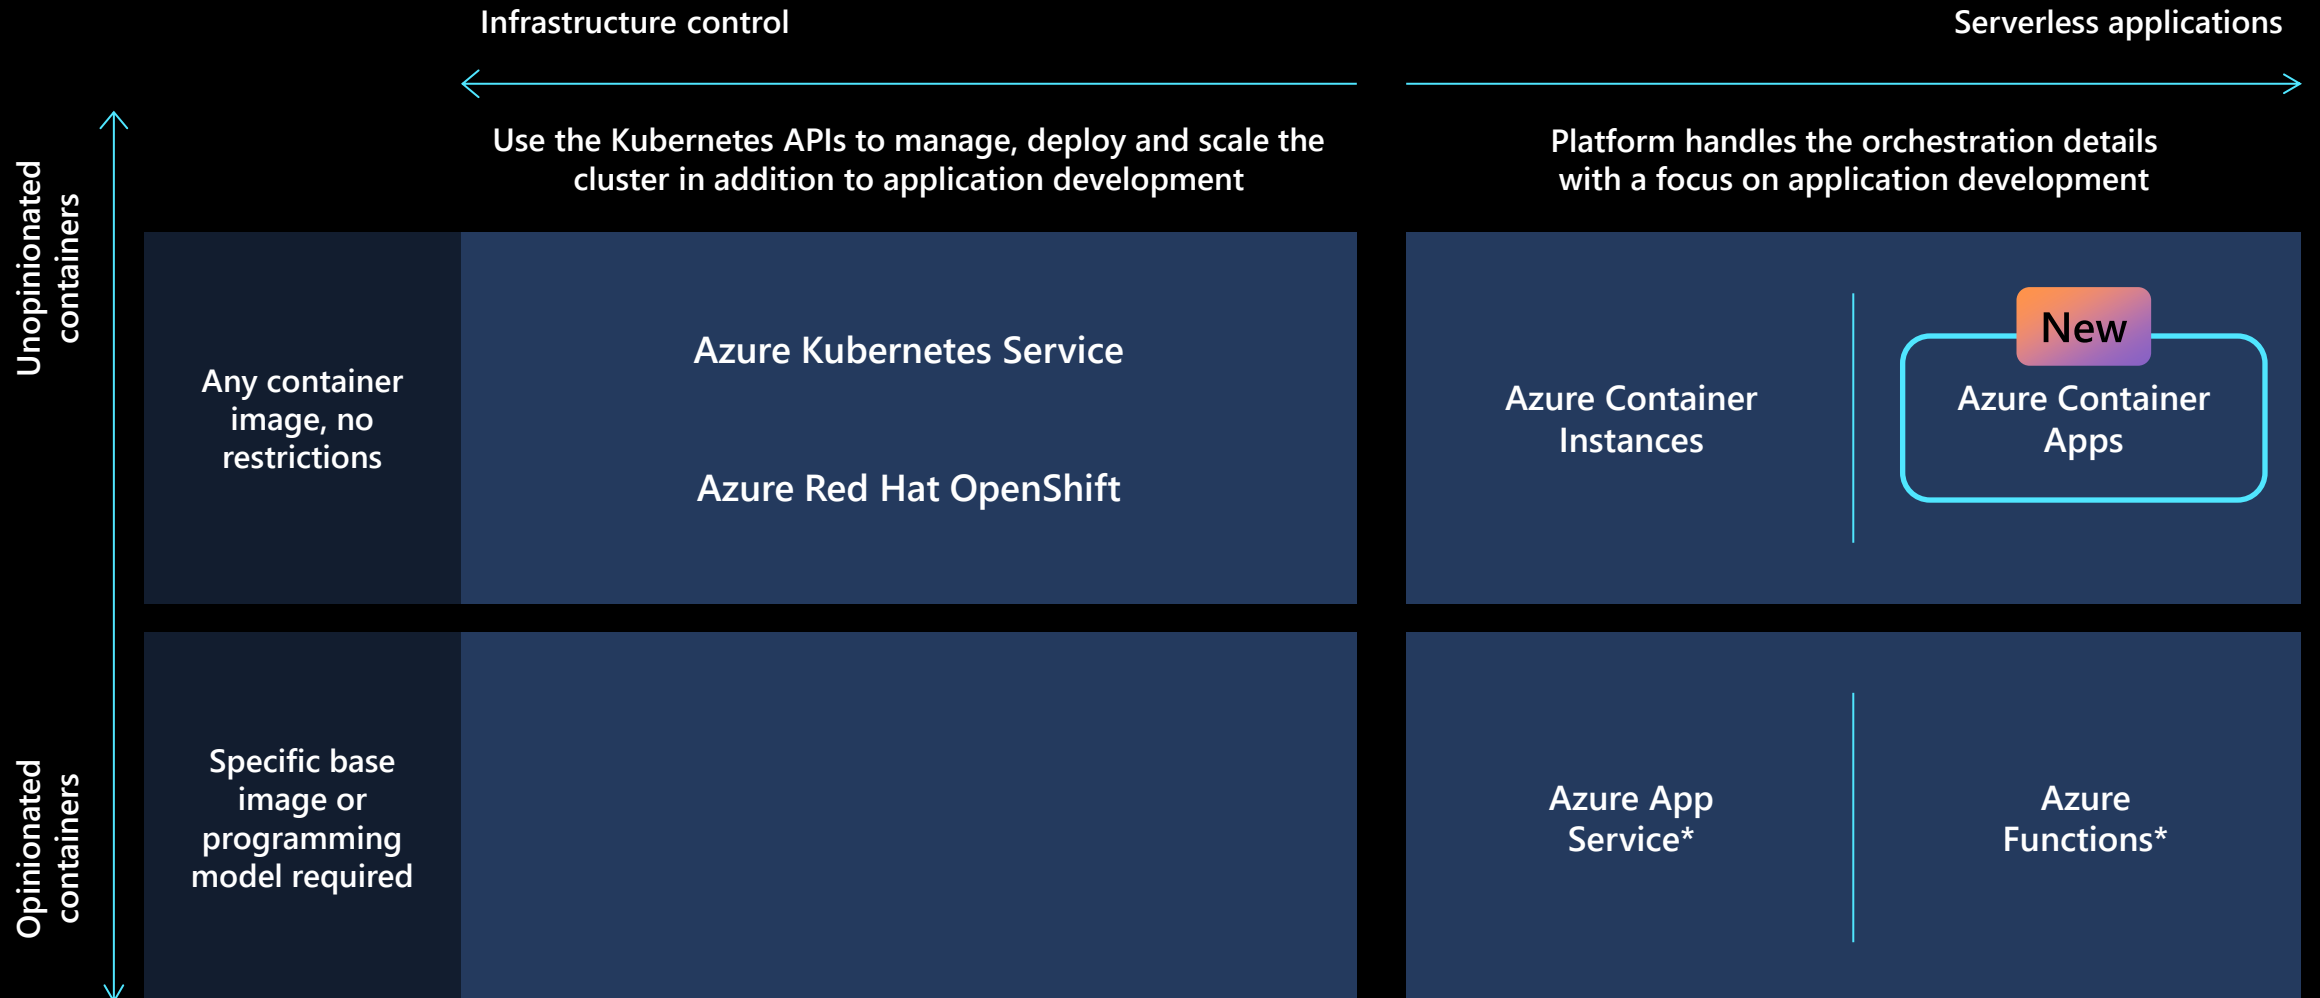 Infrastructure control
Serverless applications
Use the Kubernetes APIs to manage, deploy and scale the
cluster in addition to application development
Platform handles the orchestration details
with a focus on application development
Unopinionated
containers
Any container
image, no
restrictions
Azure Kubernetes Service
Azure Red Hat OpenShift
Azure Container
Instances
New
Azure Container
Apps
Opinionated
containers
Specific base
image or
programming
model required
Azure App
Service*
Azure
Functions*